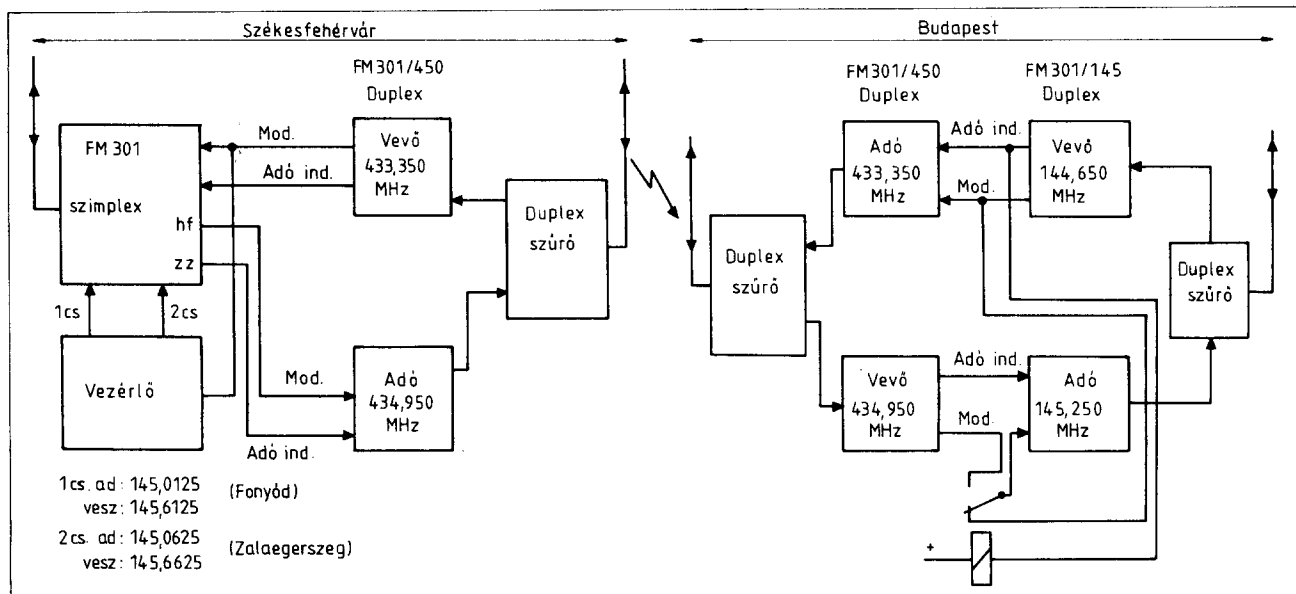 Székesfehérvár
Budapest
FM301/450
Duplex
FM 301
szimplex
hf
zz
Mod.
Adó ind.
Vevő
433,350
MHz
Duplex
szűrő
1cs
2cs
Vezérlő
Mod.
Adó ind.
Adó
434,950
MHz
1cs. ad: 145,0125
vesz: 145,6125
(Fonyód)
2cs. ad: 145,0625
vesz: 145,6625
(Zalaegerszeg)
FM301/450
Duplex
FM301/145
Duplex
Adó
433,350
MHz
Adó ind.
Mod.
Vevő
144,650
MHz
Duplex
szűrő
Duplex
szűrő
Vevő
434,950
MHz
Adó ind.
Mod.
Adó
145,250
MHz
+